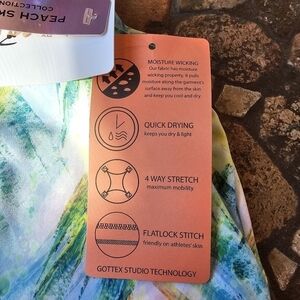 PEACH SK
COLLECTION
MOISTURE WICKING
Our fabric has moisture
wicking property, it pulls
moisture along the garment's
surface away from the skin
and keep you cool and dry.
QUICK DRYING
keeps you dry & light
4 WAY STRETCH
maximum mobility
FLATLOCK STITCH
friendly on athletes' skin
GOTTEX STUDIO TECHNOLOGY